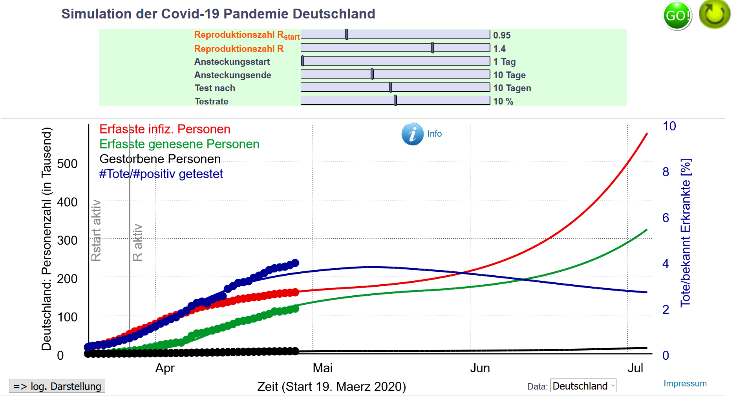 Simulation der Covid-19 Pandemie Deutschland
GO!
Reproduktionszahl Rstart 0.95
Reproduktionszahl R 1.4
Ansteckungsstart 1 Tag
Ansteckungsende 10 Tage
Test nach 10 Tagen
Testrate 10 %
Erfasste infiz. Personen
Erfasste genesene Personen
Gestorbene Personen
#Tote/#positiv getestet
Info
Deutschland: Personenzahl (in Tausend)
500
400
300
200
100
0
Rstart aktiv
R aktiv
10
8
6
4
2
0
Tote/bekannt Erkrankte [%]
Apr Mai Jun Jul
=> log. Darstellung
Zeit (Start 19. Maerz 2020)
Data: Deutschland
Impressum